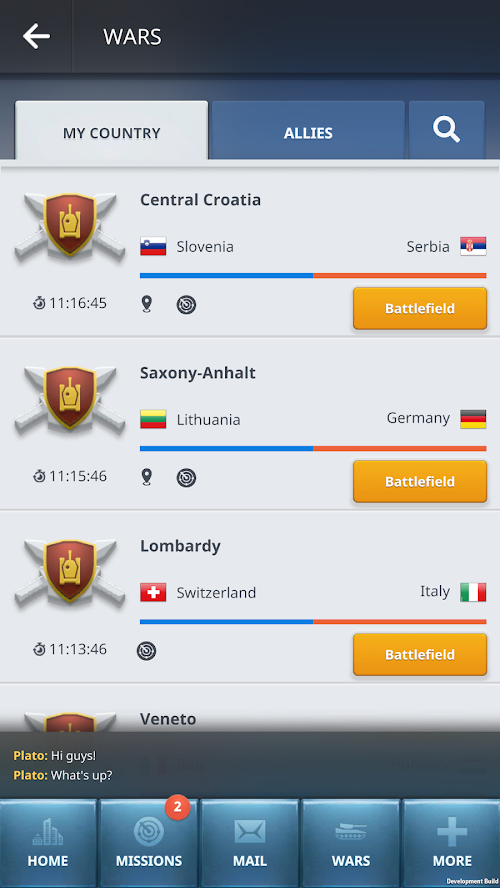 WARS
MY COUNTRY
ALLIES
Central Croatia
Slovenia
Serbia
11:16:45
Battlefield
Saxony-Anhalt
Lithuania
Germany
11:15:46
Battlefield
Lombardy
Switzerland
Italy
11:13:46
Battlefield
Veneto
Plato: Hi guys!
Plato: What's up?
2
HOME
MISSIONS
MAIL
WARS
MORE
Development Build